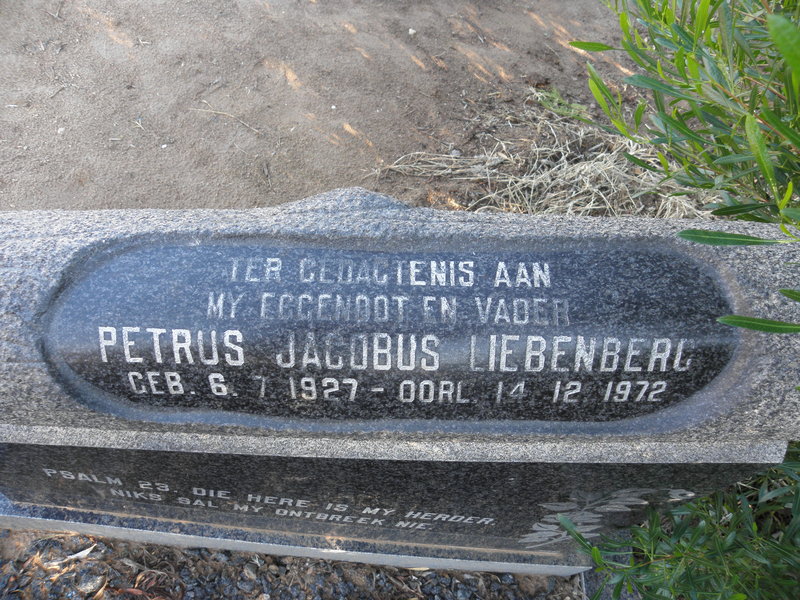 TER GEDAGTENIS AAN
MY EGGENOOT EN VADER
PETRUS JACOBUS LIEBENBERG
GEB. 6. 7. 1927 - OORL. 14. 12. 1972
PSALM 23. DIE HERE IS MY HERDER,
NIKS SAL MY ONTBREEK NIE.